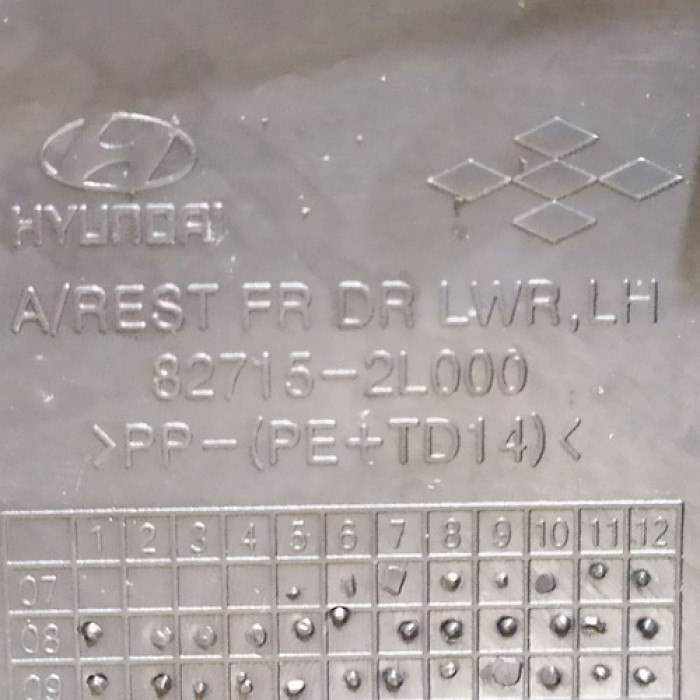 HYUNDAI
A/REST FR DR LWR,LH
82715-2L000
>PP-(PE+TD14)<
1 2 3 4 5 6 7 8 9 10 11 12
07
08
09